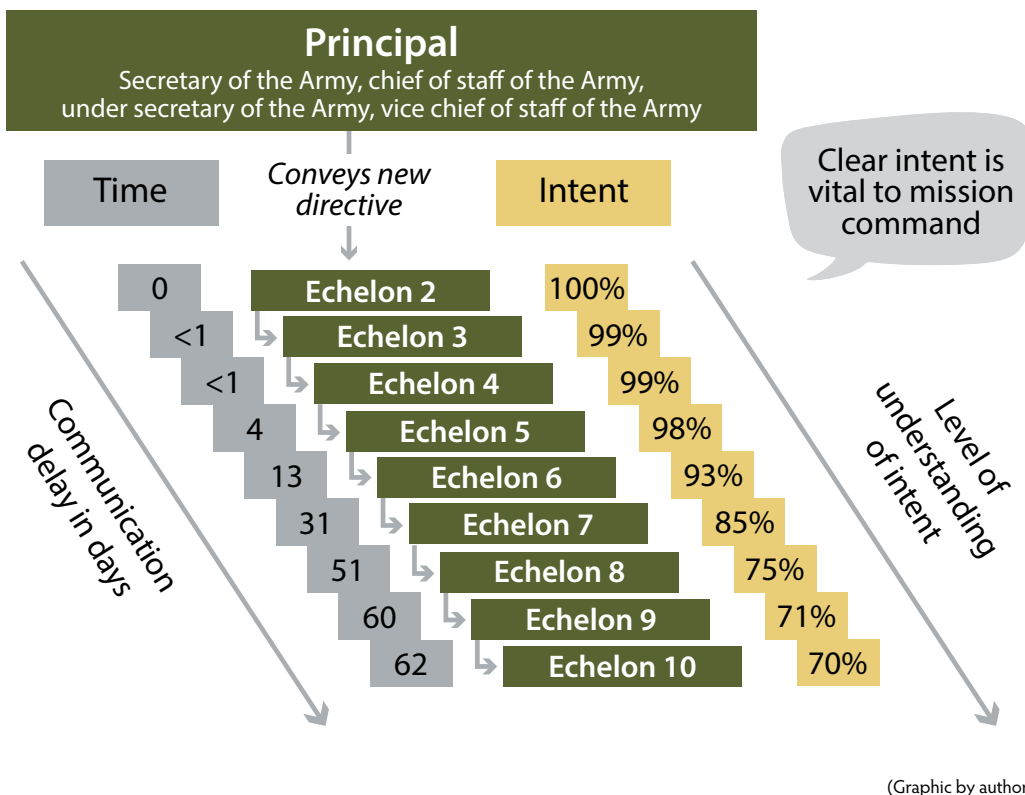 Principal
Secretary of the Army, chief of staff of the Army,
under secretary of the Army, vice chief of staff of the Army
Time
Conveys new
directive
Intent
Clear intent is
vital to mission
command
0
Echelon 2
100%
<1
Echelon 3
99%
<1
Echelon 4
99%
4
Echelon 5
98%
13
Echelon 6
93%
31
Echelon 7
85%
51
Echelon 8
75%
60
Echelon 9
71%
62
Echelon 10
70%
Communication
delay in days
Level of
understanding
of intent
(Graphic by author